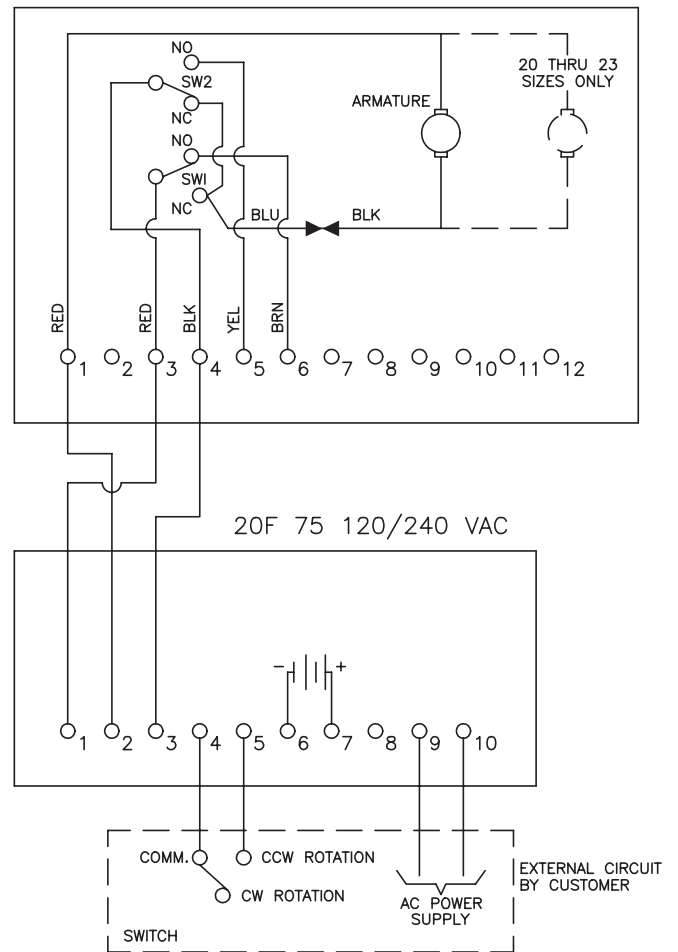 NO
SW2
NC
20 THRU 23
SIZES ONLY
ARMATURE
NO
SW1
NC
BLU
BLK
RED
RED
BLK
YEL
BRN
1 2 3 4 5 6 7 8 9 10 11 12
20F 75 120/240 VAC
- +
1 2 3 4 5 6 7 8 9 10
COMM.
CCW ROTATION
CW ROTATION
AC POWER
SUPPLY
EXTERNAL CIRCUIT
BY CUSTOMER
SWITCH